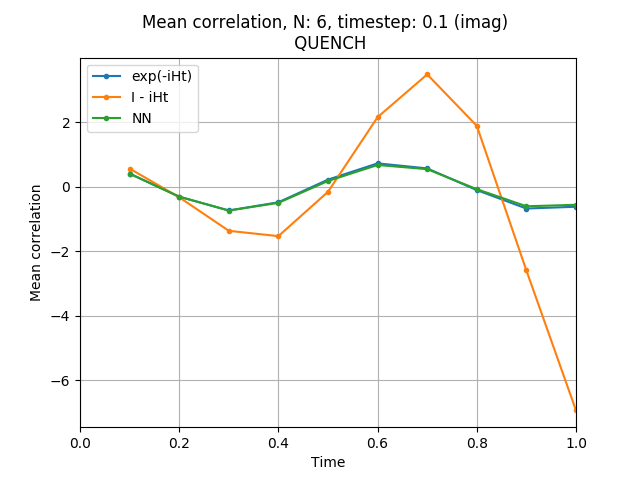 Mean correlation, N: 6, timestep: 0.1 (imag)
QUENCH
exp(-iHt)
I - iHt
NN
Mean correlation
2
0
−2
−4
−6
0.0
0.2
0.4
0.6
0.8
1.0
Time